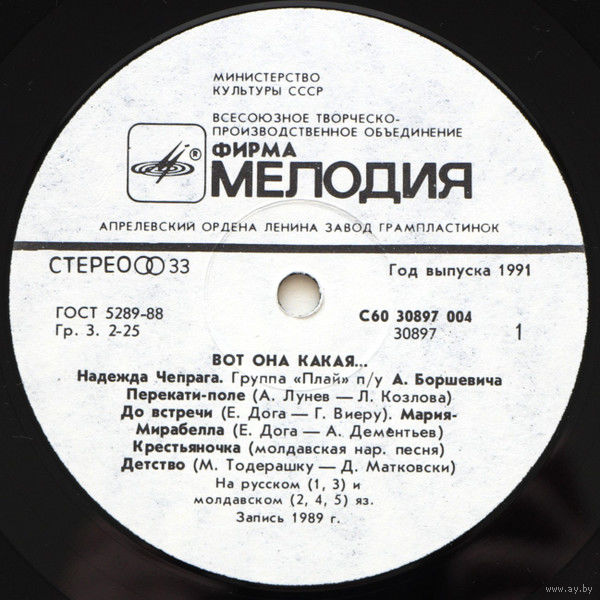 МИНИСТЕРСТВО
КУЛЬТУРЫ СССР
ВСЕСОЮЗНОЕ ТВОРЧЕСКО-
ПРОИЗВОДСТВЕННОЕ ОБЪЕДИНЕНИЕ
®
ФИРМА
МЕЛОДИЯ
АПРЕЛЕВСКИЙ ОРДЕНА ЛЕНИНА ЗАВОД ГРАМПЛАСТИНОК
СТЕРЕО 33
Год выпуска 1991
ГОСТ 5289-88
Гр. 3. 2-25
С60 30897 004
30897
1
ВОТ ОНА КАКАЯ...
Надежда Чепрага. Группа «Плай» п/у А. Боршевича
Перекати-поле (А. Лунев — Л. Козлова)
До встречи (Е. Дога — Г. Виеру). Мария-
Мирабелла (Е. Дога — А. Дементьев)
Крестьяночка (молдавская нар. песня)
Детство (М. Тодерашку — Д. Матковски)
На русском (1, 3) и
молдавском (2, 4, 5) яз.
Запись 1989 г.
www.ay.by